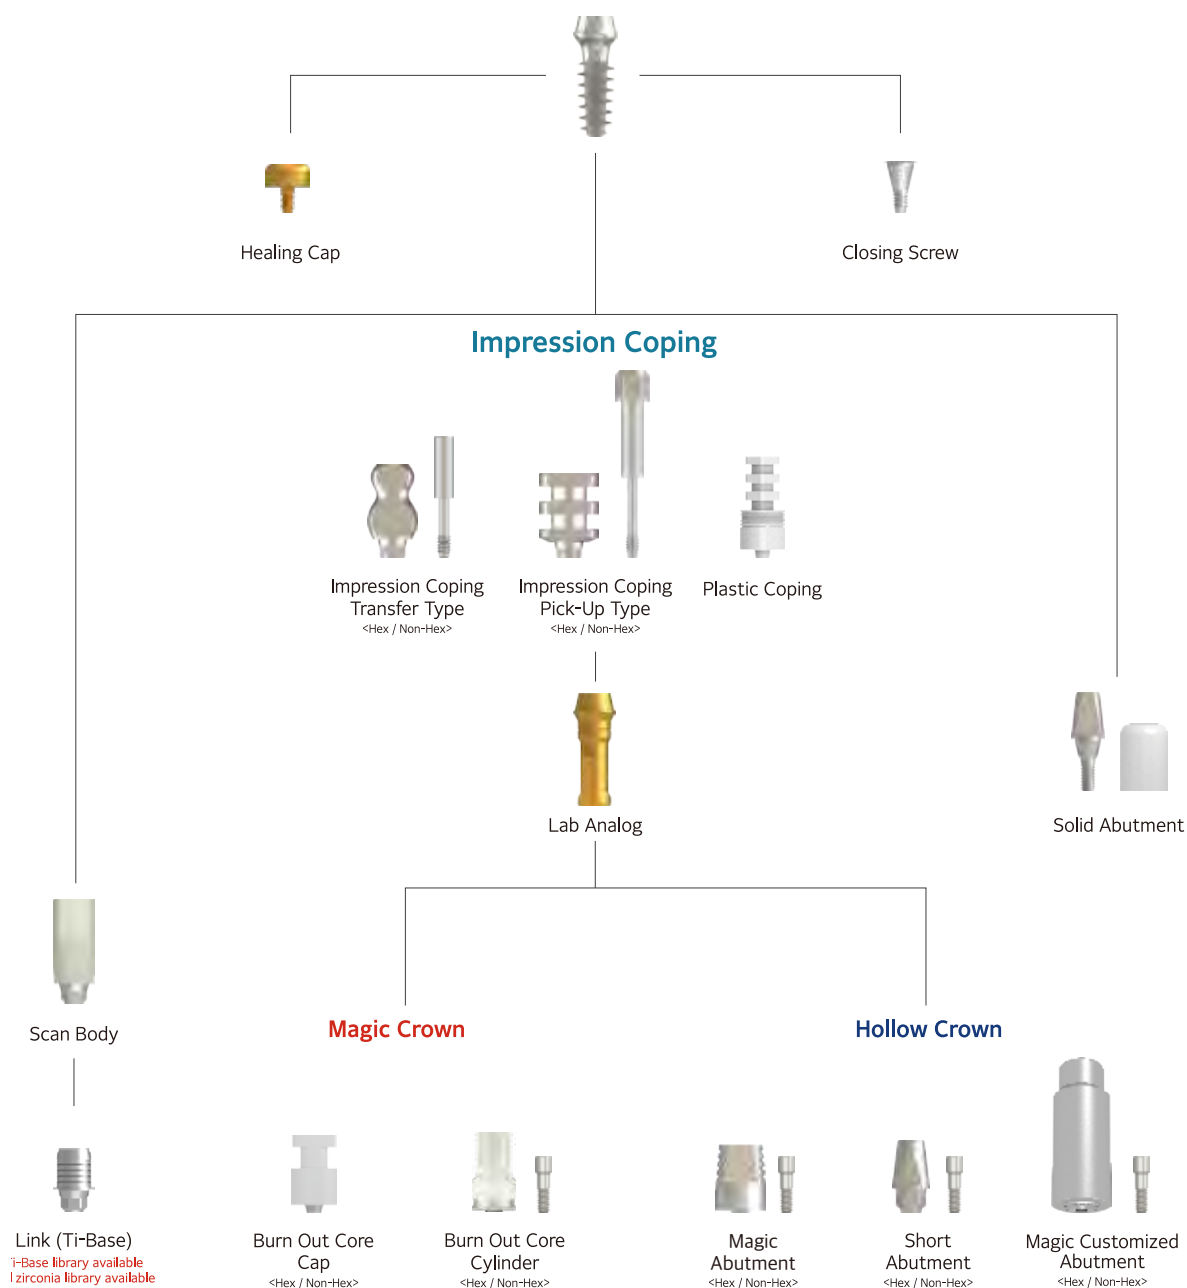 Healing Cap
Closing Screw
Impression Coping
Impression Coping
Transfer Type
<Hex / Non-Hex>
Impression Coping
Pick-Up Type
<Hex / Non-Hex>
Plastic Coping
Lab Analog
Solid Abutment
Scan Body
Magic Crown
Hollow Crown
Link (Ti-Base)
i-Base library available
zirconia library available
Burn Out Core
Cap
<Hex / Non-Hex>
Burn Out Core
Cylinder
<Hex / Non-Hex>
Magic
Abutment
<Hex / Non-Hex>
Short
Abutment
<Hex / Non-Hex>
Magic Customized
Abutment
<Hex / Non-Hex>